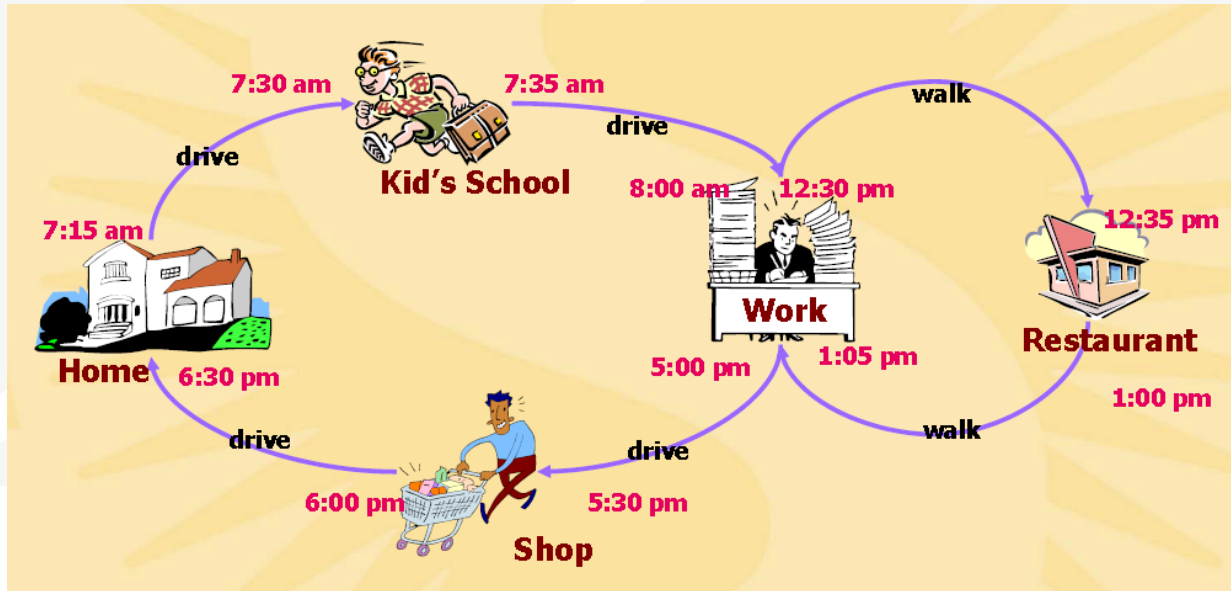 7:30 am
7:35 am
walk
drive
drive
Kid's School
8:00 am
12:30 pm
7:15 am
12:35 pm
Work
Restaurant
Home
6:30 pm
5:00 pm
1:05 pm
1:00 pm
drive
drive
walk
6:00 pm
5:30 pm
Shop